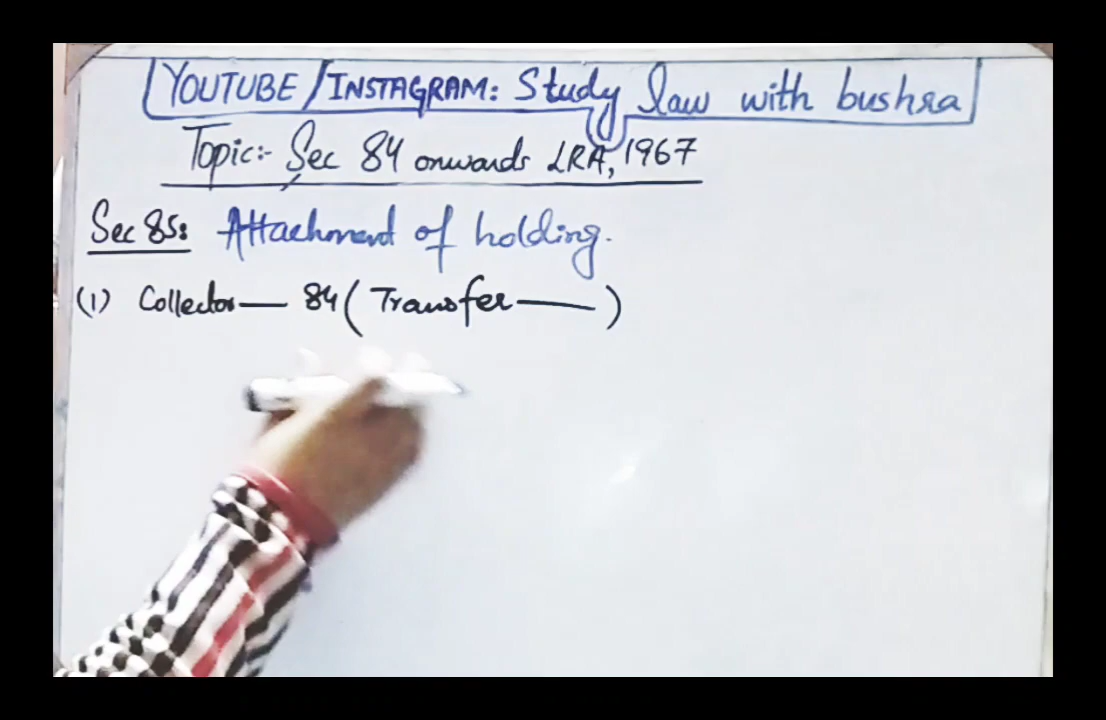 YOUTUBE/INSTAGRAM: Study law with bushra
Topic:- Sec 84 onwards LRA, 1967
Sec 85: Attachment of holding.
(1) Collector— 84 (Transfer——)